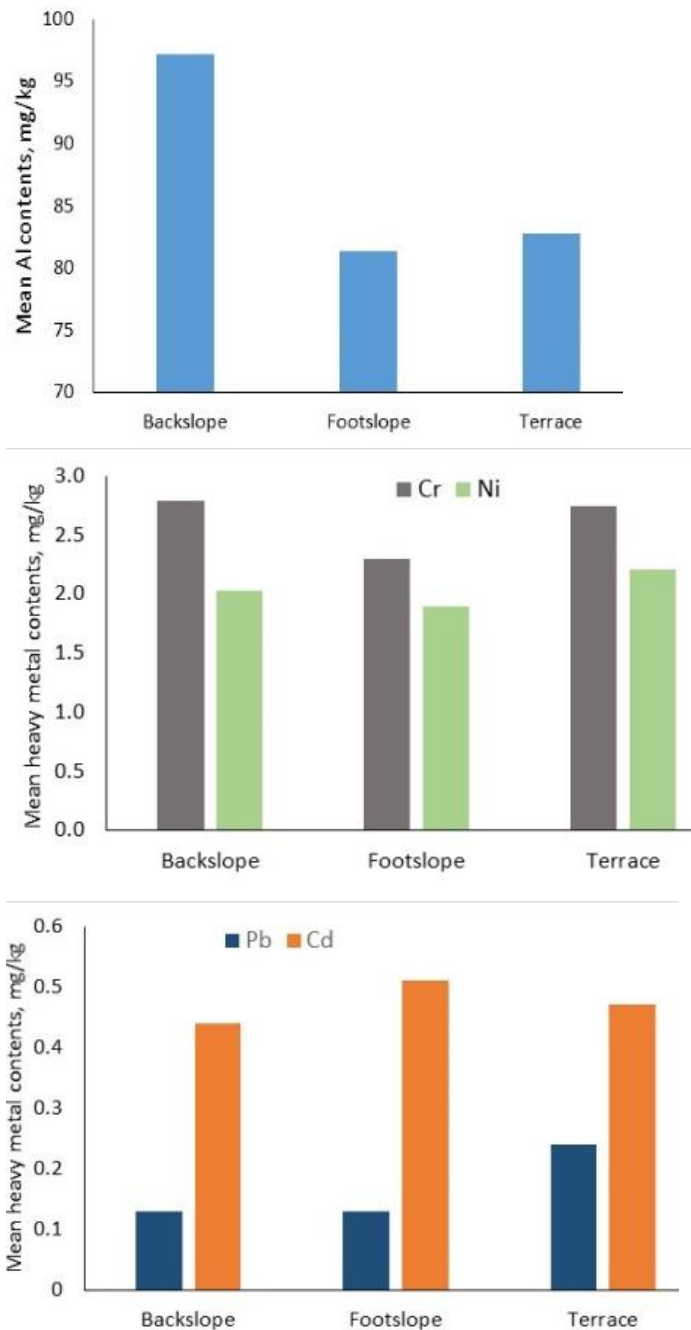 Mean Al contents, mg/kg
100
95
90
85
80
75
70
Backslope Footslope Terrace
Mean heavy metal contents, mg/kg
Cr Ni
3.0
2.5
2.0
1.5
1.0
0.5
0.0
Backslope Footslope Terrace
Mean heavy metal contents, mg/kg
Pb Cd
0.6
0.5
0.4
0.3
0.2
0.1
0
Backslope Footslope Terrace